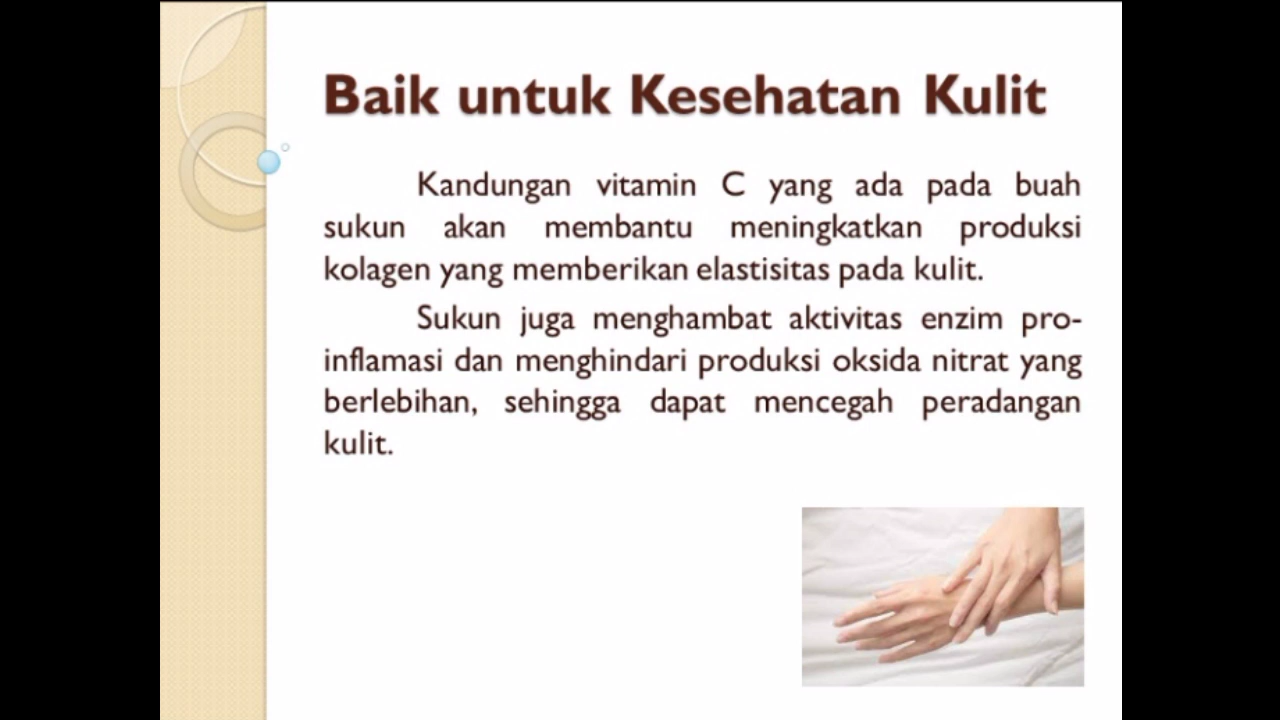 Baik untuk Kesehatan Kulit
Kandungan vitamin C yang ada pada buah
sukun akan membantu meningkatkan produksi
kolagen yang memberikan elastisitas pada kulit.
Sukun juga menghambat aktivitas enzim pro-
inflamasi dan menghindari produksi oksida nitrat yang
berlebihan, sehingga dapat mencegah peradangan
kulit.